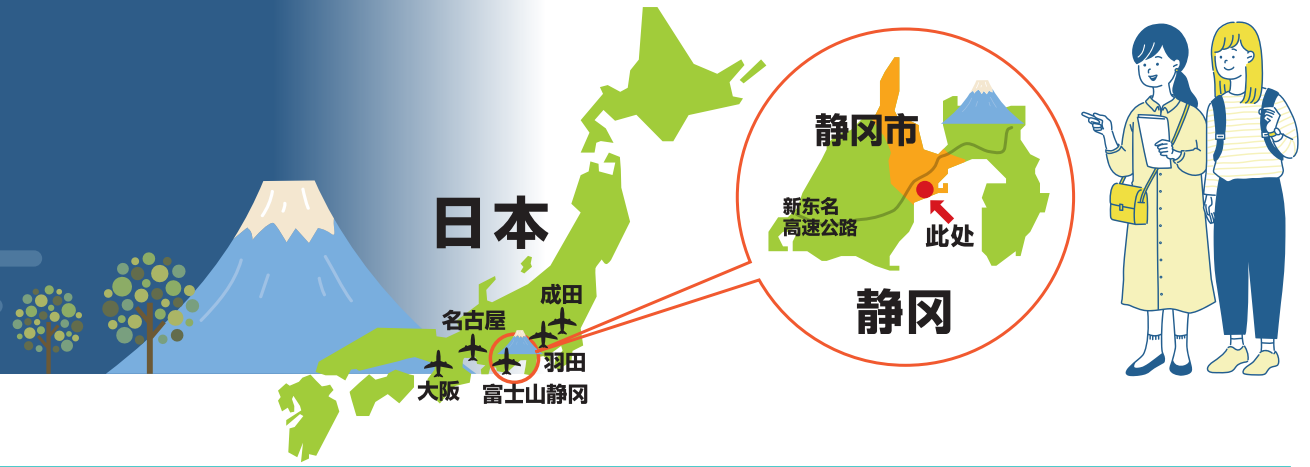 日本
成田
名古屋
羽田
大阪
富士山静冈
静冈市
新东名
高速公路
此处
静冈